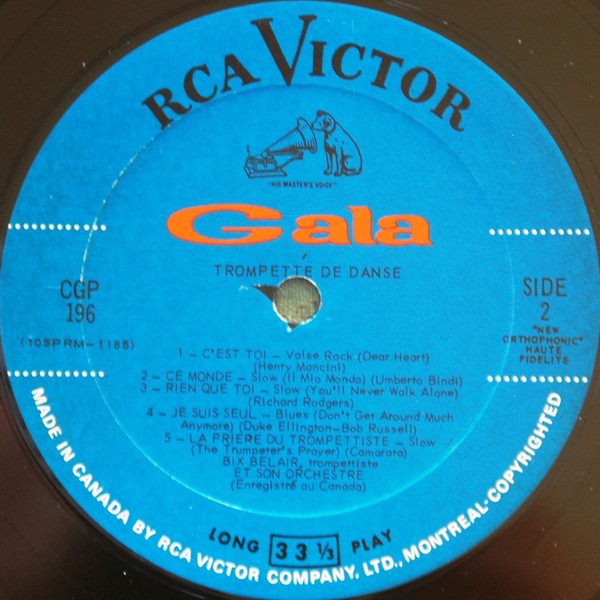 RCA VICTOR
"HIS MASTER'S VOICE"
Gala
TROMPETTE DE DANSE
CGP
196
(10SPRM-1185)
SIDE
2
"NEW
ORTHOPHONIC"
HAUTE
FIDELITE
1 – C'EST TOI – Valse Rock (Dear Heart)
(Henry Mancini)
2 – CE MONDE – Slow (Il Mio Mondo) (Umberto Bindi)
3 – RIEN QUE TOI – Slow (You'll Never Walk Alone)
(Richard Rodgers)
4 – JE SUIS SEUL – Blues (Don't Get Around Much
Anymore) (Duke Ellington–Bob Russell)
5 – LA PRIERE DU TROMPETTISTE – Slow
(The Trumpeter's Prayer) (Camarata)
BIX BELAIR, trompettiste
ET SON ORCHESTRE
(Enregistré au Canada)
LONG 33 ⅓ PLAY
MADE IN CANADA BY RCA VICTOR COMPANY, LTD., MONTREAL-COPYRIGHTED